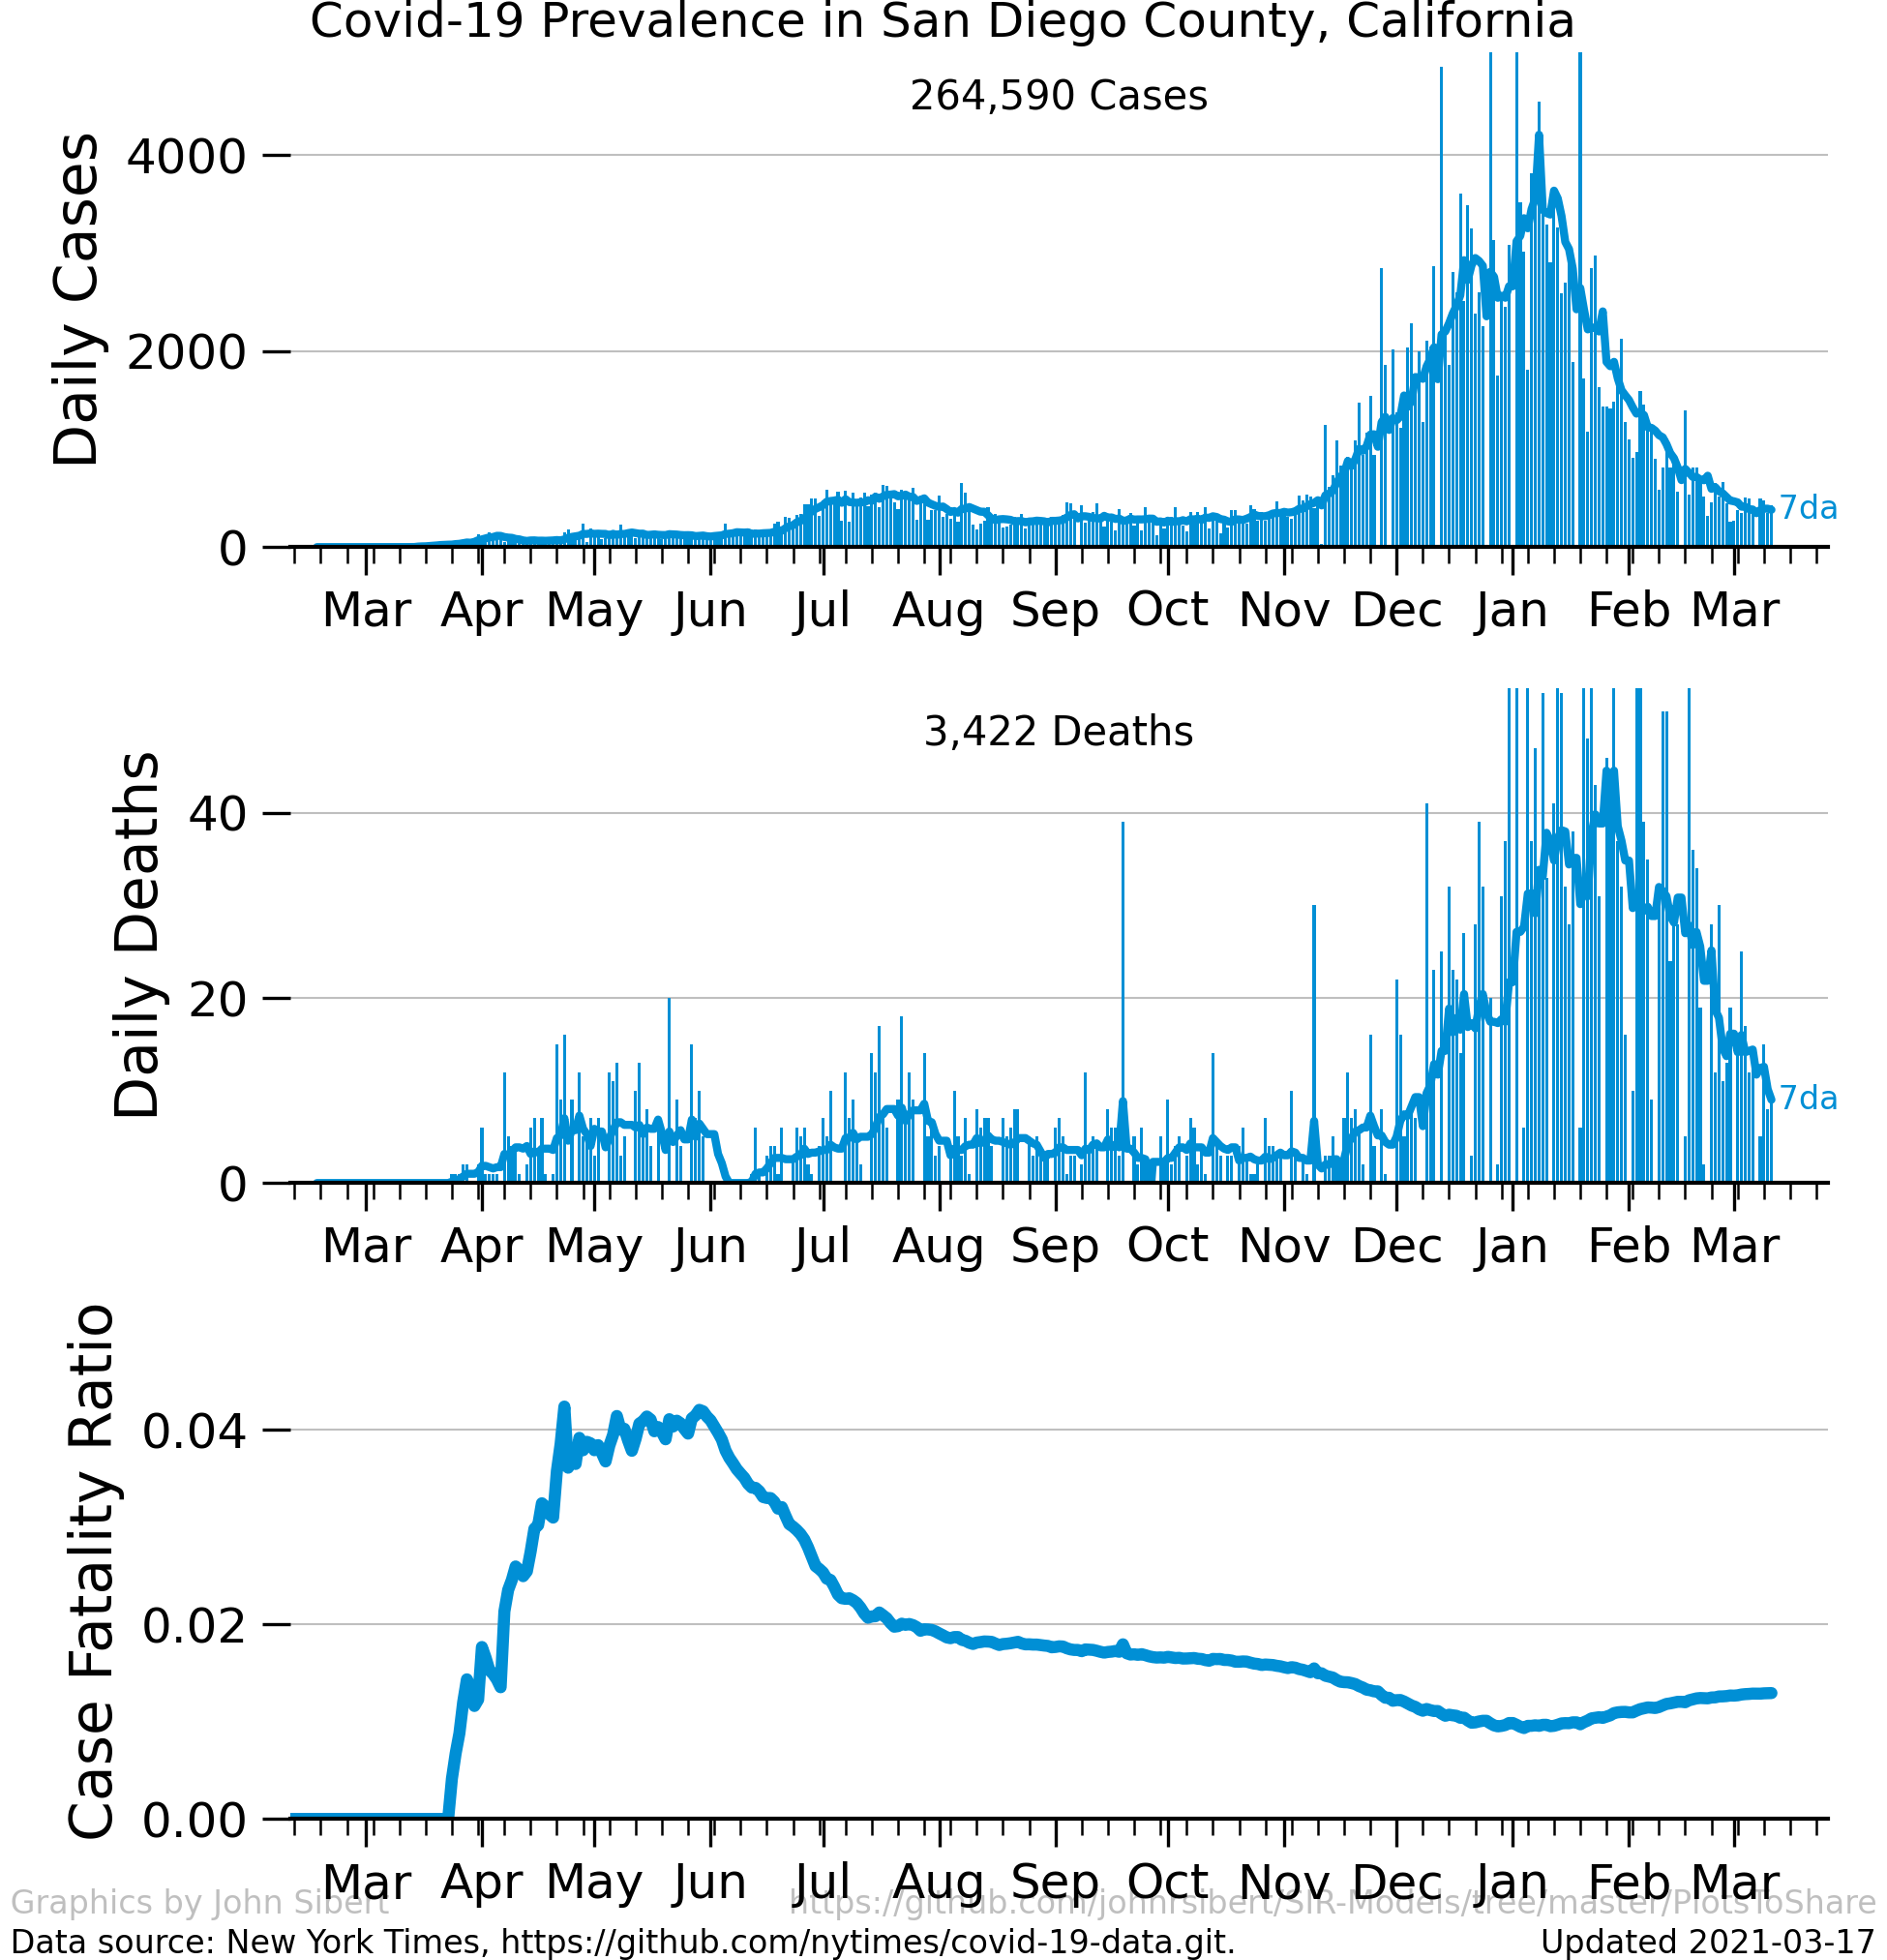 Covid-19 Prevalence in San Diego County, California
264,590 Cases
Daily Cases
4000
2000
0
7da
Mar Apr May Jun Jul Aug Sep Oct Nov Dec Jan Feb Mar
3,422 Deaths
Daily Deaths
40
20
0
7da
Mar Apr May Jun Jul Aug Sep Oct Nov Dec Jan Feb Mar
Case Fatality Ratio
0.04
0.02
0.00
Mar Apr May Jun Jul Aug Sep Oct Nov Dec Jan Feb Mar
Graphics by John Sibert https://github.com/johnrsibert/SIR-Models/tree/master/PlotsToShare
Data source: New York Times, https://github.com/nytimes/covid-19-data.git. Updated 2021-03-17